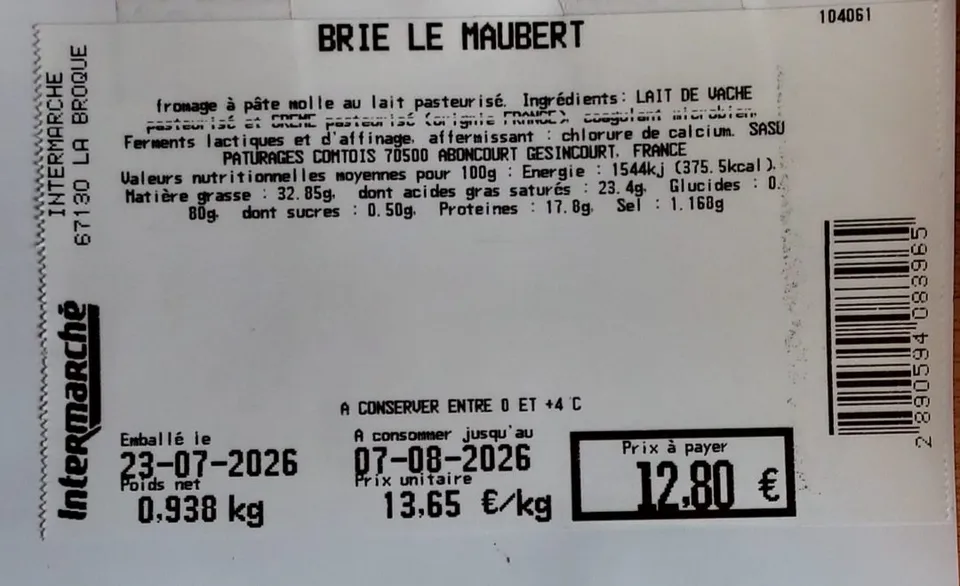 104061
BRIE LE MAUBERT
INTERMARCHE
67130 LA BROQUE
fromage à pâte molle au lait pasteurisé. Ingrédients: LAIT DE VACHE
pasteurisé et CREME pasteurisé (origine FRANCE), coagulant microbien.
Ferments lactiques et d'affinage, affermissant : chlorure de calcium. SASU
PATURAGES COMTOIS 70500 ABONCOURT GESINCOURT. FRANCE
Valeurs nutritionnelles moyennes pour 100g : Energie : 1544kj (375.5kcal).
Matière grasse : 32.85g, dont acides gras saturés : 23.4g, Glucides : 0.
80g, dont sucres : 0.50g, Proteines : 17.8g, Sel : 1.168g
Intermarché
A CONSERVER ENTRE 0 ET +4°C
Emballé le
23-07-2026
A consommer jusqu'au
07-08-2026
Poids net
0,938 kg
Prix unitaire
13,65 €/kg
Prix à payer
12,80 €
2 890594 083965